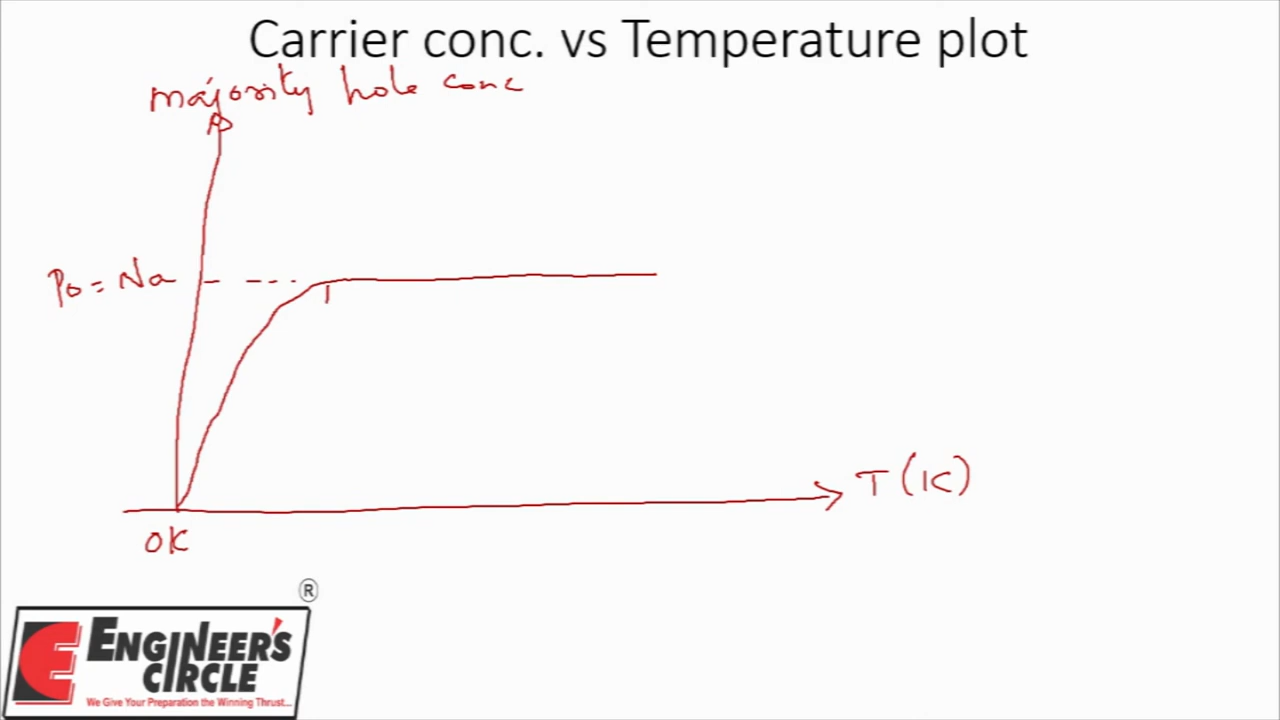 Carrier conc. vs Temperature plot
majority hole conc
Po = Na
T (K)
OK
®
ENGINEER'S
CIRCLE
We Give Your Preparation the Winning Thrust...